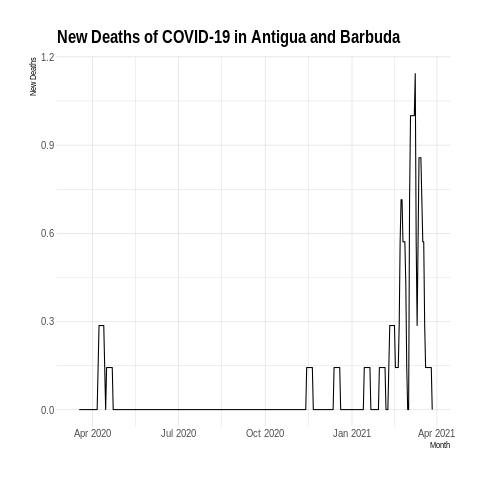 New Deaths of COVID-19 in Antigua and Barbuda
New Deaths
1.2
0.9
0.6
0.3
0.0
Apr 2020 Jul 2020 Oct 2020 Jan 2021 Apr 2021
Month